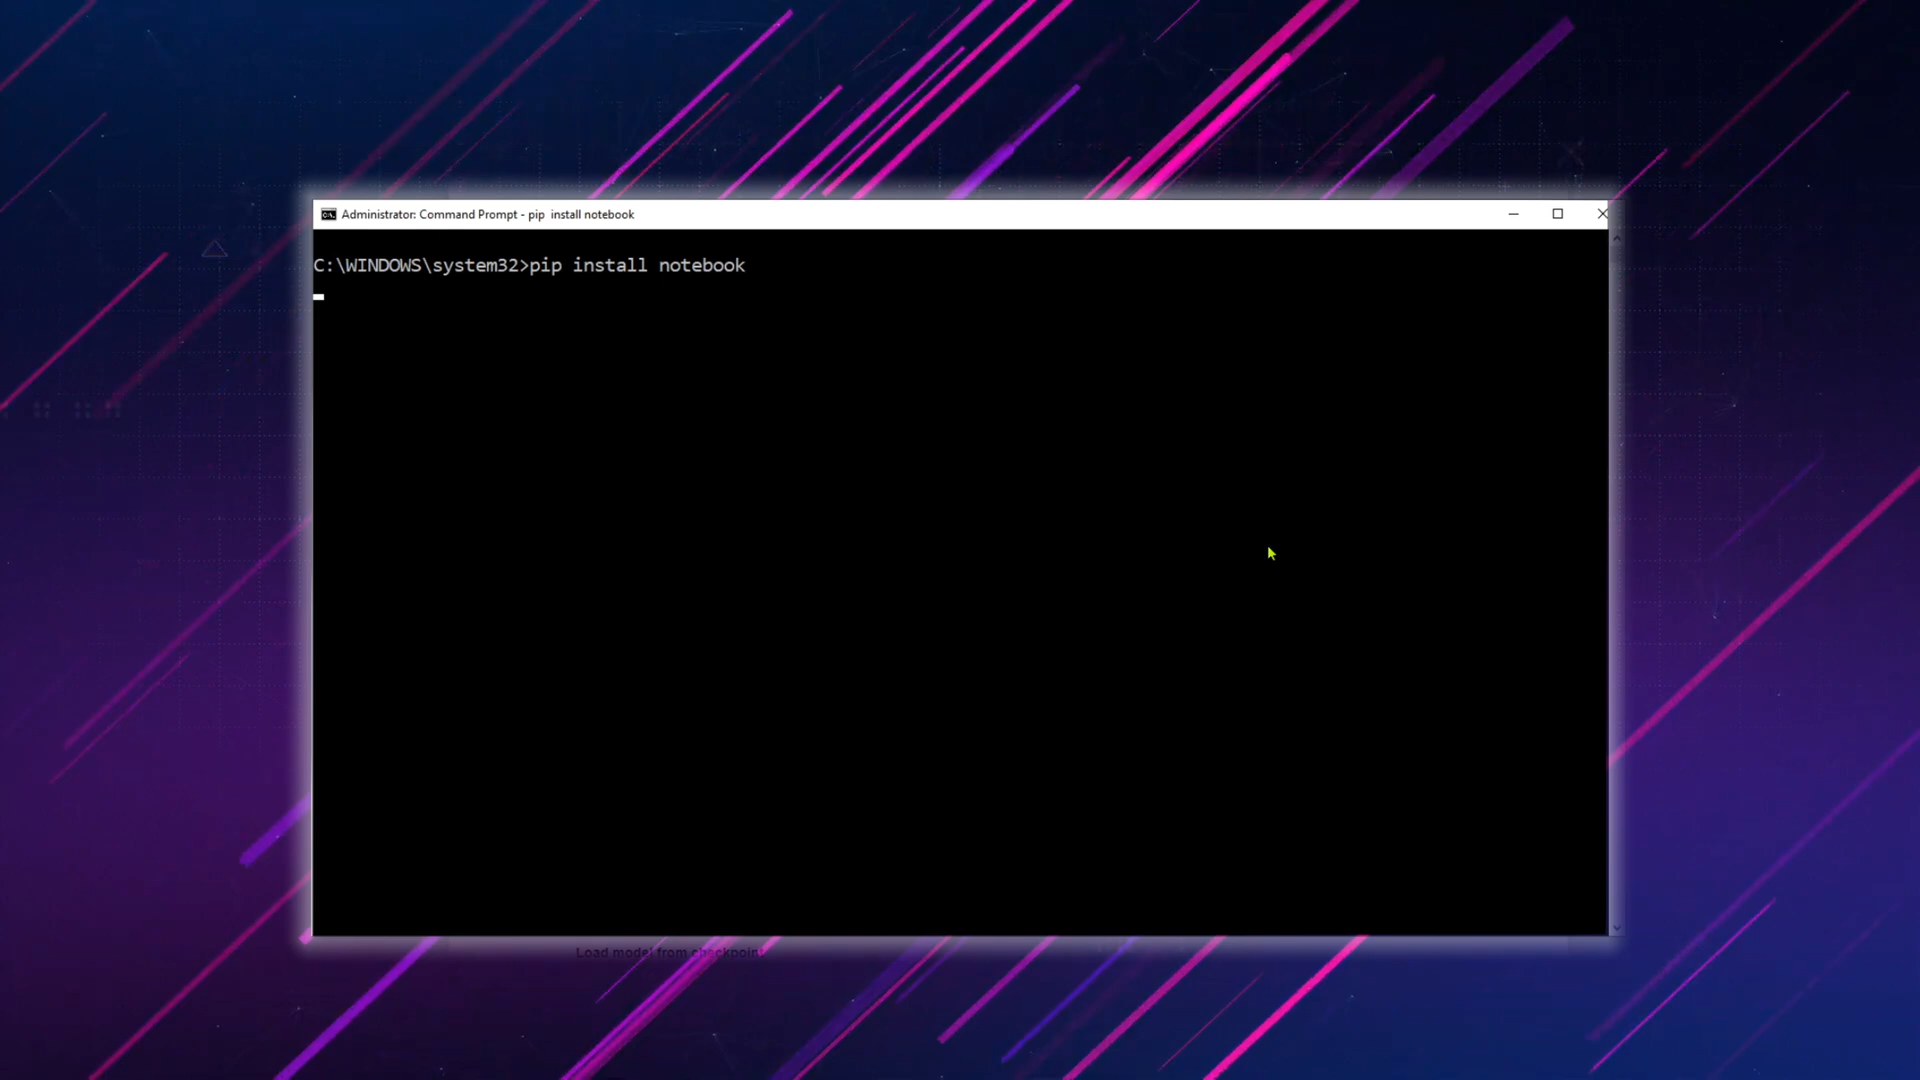 Administrator: Command Prompt - pip  install notebook
C:\WINDOWS\system32>pip install notebook
Load model from checkpoint